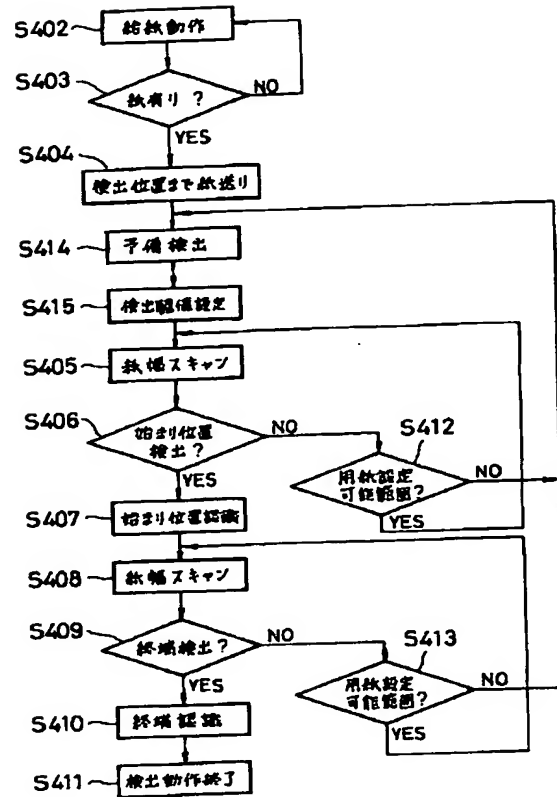 S402
給紙動作
S403
紙有り？
NO
YES
S404
検出位置まで紙送り
S414
予備検出
S415
検出閾値設定
S405
紙幅スキャン
S406
始まり位置
検出？
NO
YES
S412
用紙設定
可能範囲？
NO
YES
S407
始まり位置認識
S408
紙幅スキャン
S409
終端検出？
NO
YES
S413
用紙設定
可能範囲？
NO
YES
S410
終端認識
S411
検出動作終了